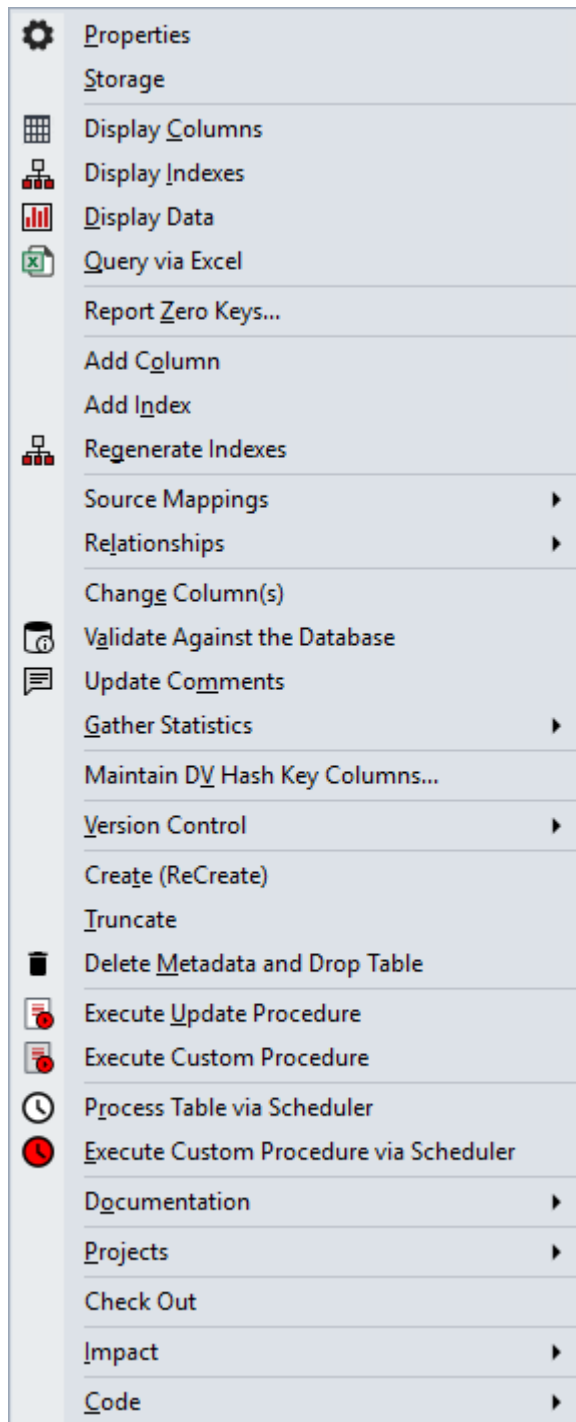 Properties
Storage
Display Columns
Display Indexes
Display Data
Query via Excel
Report Zero Keys...
Add Column
Add Index
Regenerate Indexes
Source Mappings
Relationships
Change Column(s)
Validate Against the Database
Update Comments
Gather Statistics
Maintain DV Hash Key Columns...
Version Control
Create (ReCreate)
Truncate
Delete Metadata and Drop Table
Execute Update Procedure
Execute Custom Procedure
Process Table via Scheduler
Execute Custom Procedure via Scheduler
Documentation
Projects
Check Out
Impact
Code